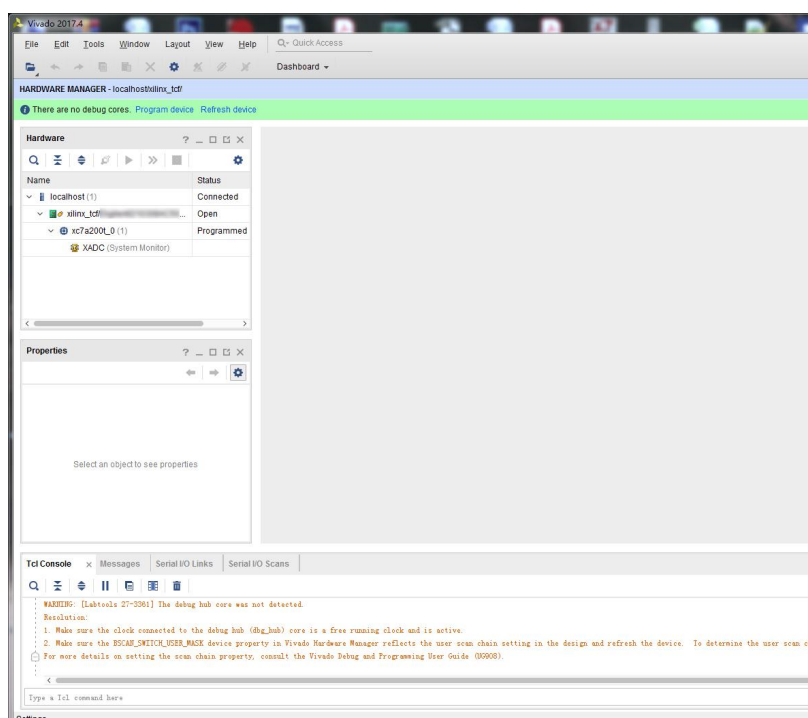 Vivado 2017.4
File Edit Tools Window Layout View Help Q- Quick Access
Dashboard
HARDWARE MANAGER - localhost/xilinx_tcf/
There are no debug cores. Program device Refresh device
Hardware ? _
Name Status
localhost (1) Connected
xilinx_tcf/ ... Open
xc7a200t_0 (1) Programmed
XADC (System Monitor)
Properties ? _
Select an object to see properties
Tcl Console x Messages Serial I/O Links Serial I/O Scans
WARNING: [Labtools 27-3361] The debug hub core was not detected.
Resolution:
1. Make sure the clock connected to the debug hub (dbg_hub) core is a free running clock and is active.
2. Make sure the BSCAN_SWITCH_USER_MASK device property in Vivado Hardware Manager reflects the user scan chain setting in the design and refresh the device. To determine the user scan c
For more details on setting the scan chain property, consult the Vivado Debug and Programming User Guide (UG908).
Type a Tcl command here